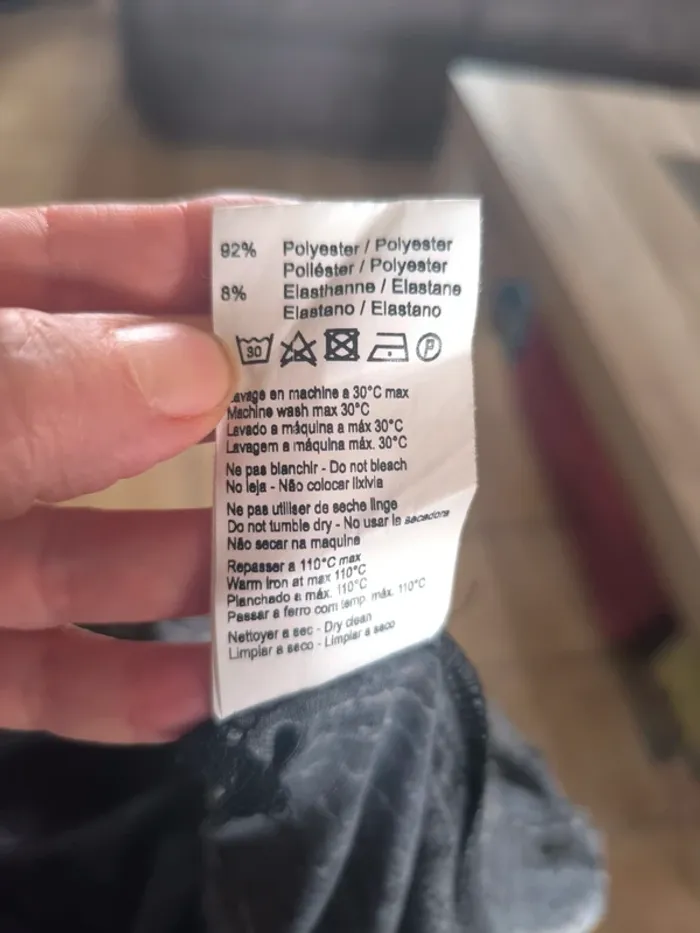 92% Polyester / Polyester
Poliéster / Polyester
8% Elasthanne / Elastane
Elastano / Elastano
30 P
Lavage en machine a 30°C max
Machine wash max 30°C
Lavado a máquina a máx 30°C
Lavagem a máquina máx. 30°C
Ne pas blanchir - Do not bleach
No leja - Não colocar lixivia
Ne pas utiliser de seche linge
Do not tumble dry - No usar la secadora
Não secar na maquine
Repasser a 110°C max
Warm iron at max 110°C
Planchado a máx. 110°C
Passar a ferro com temp. máx. 110°C
Nettoyer a sec - Dry clean
Limpiar a seco - Limpiar a seco